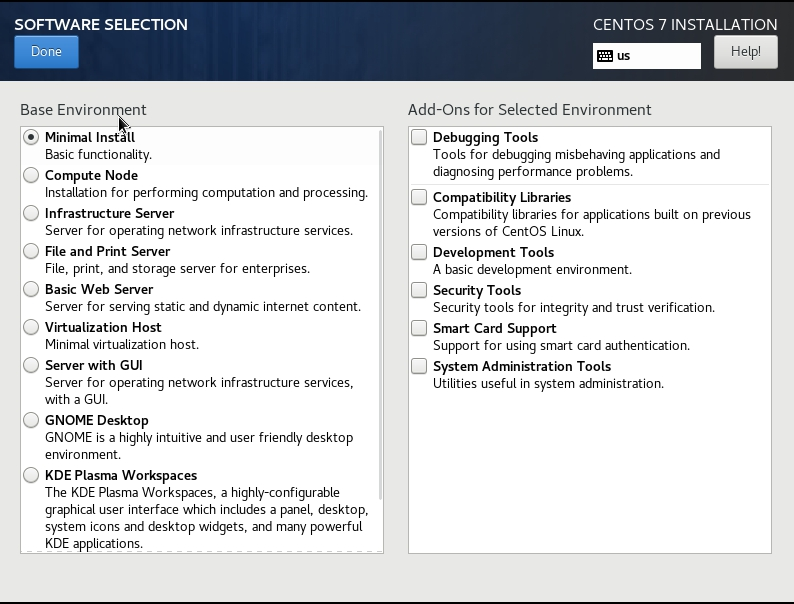 SOFTWARE SELECTION
CENTOS 7 INSTALLATION
Done
us
Help!
Base Environment
Minimal Install
Basic functionality.
Compute Node
Installation for performing computation and processing.
Infrastructure Server
Server for operating network infrastructure services.
File and Print Server
File, print, and storage server for enterprises.
Basic Web Server
Server for serving static and dynamic internet content.
Virtualization Host
Minimal virtualization host.
Server with GUI
Server for operating network infrastructure services,
with a GUI.
GNOME Desktop
GNOME is a highly intuitive and user friendly desktop
environment.
KDE Plasma Workspaces
The KDE Plasma Workspaces, a highly-configurable
graphical user interface which includes a panel, desktop,
system icons and desktop widgets, and many powerful
KDE applications.
Add-Ons for Selected Environment
Debugging Tools
Tools for debugging misbehaving applications and
diagnosing performance problems.
Compatibility Libraries
Compatibility libraries for applications built on previous
versions of CentOS Linux.
Development Tools
A basic development environment.
Security Tools
Security tools for integrity and trust verification.
Smart Card Support
Support for using smart card authentication.
System Administration Tools
Utilities useful in system administration.